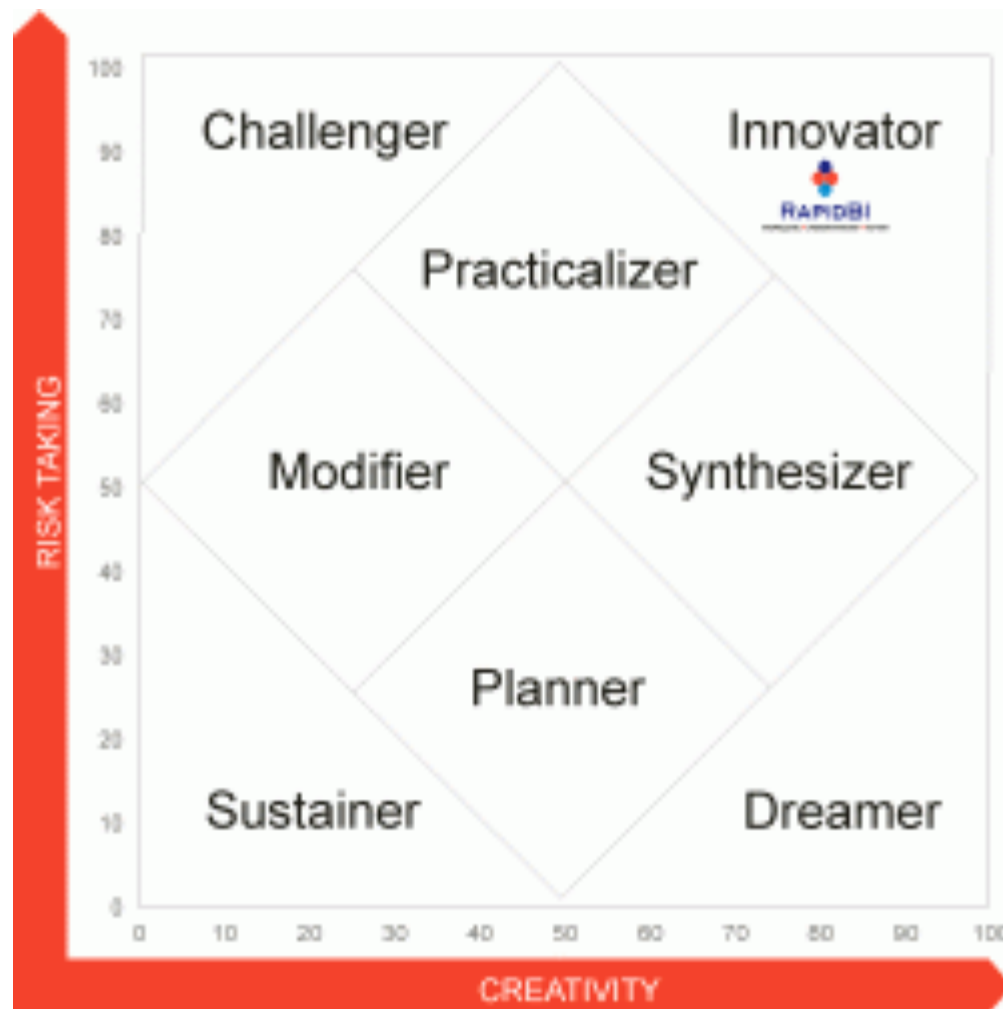 100
Challenger
Innovator
90
RAPIDBI
80
Practicalizer
70
60
Modifier
Synthesizer
50
40
30
Planner
20
Sustainer
Dreamer
10
0
0 10 20 30 40 50 60 70 80 90 100
RISK TAKING
CREATIVITY